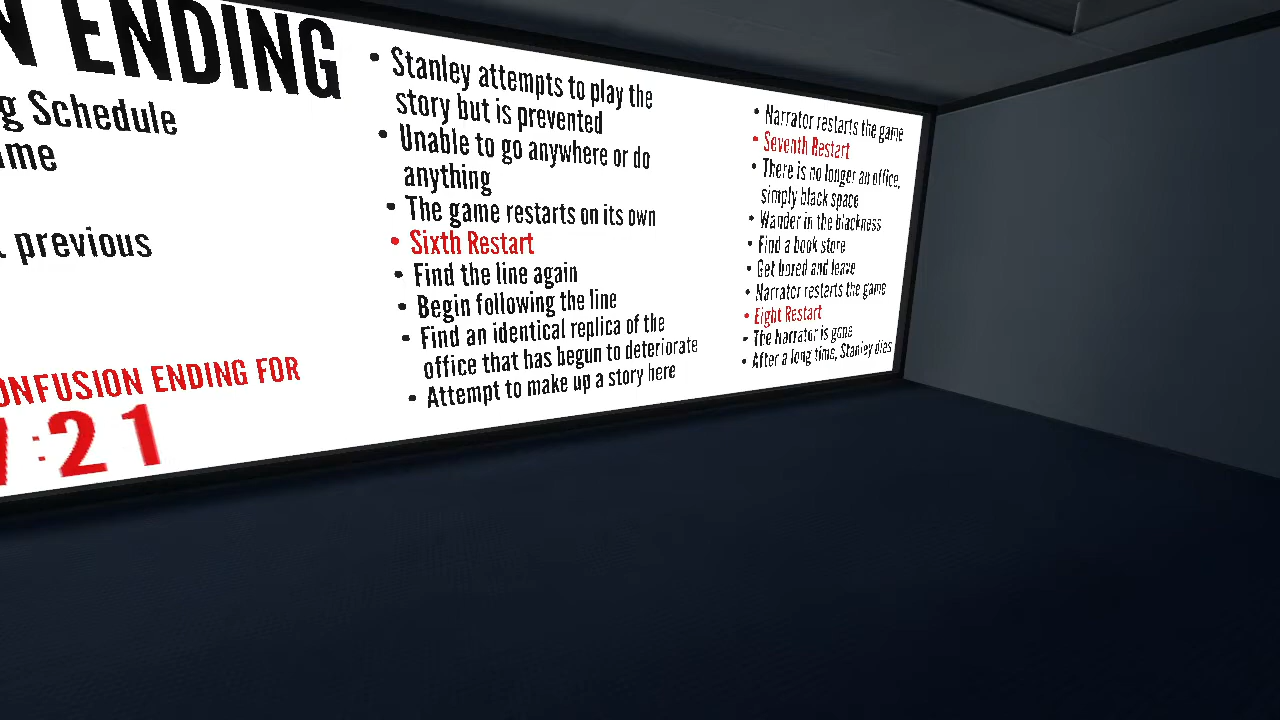 N ENDING
g Schedule
ime
previous
ONFUSION ENDING FOR
:21
• Stanley attempts to play the
story but is prevented
• Unable to go anywhere or do
anything
• The game restarts on its own
• Sixth Restart
• Find the line again
• Begin following the line
• Find an identical replica of the
office that has begun to deteriorate
• Attempt to make up a story here
• Narrator restarts the game
• Seventh Restart
• There is no longer an office,
simply black space
• Wander in the blackness
• Find a book store
• Get bored and leave
• Narrator restarts the game
• Eight Restart
• The Narrator is gone
• After a long time, Stanley dies